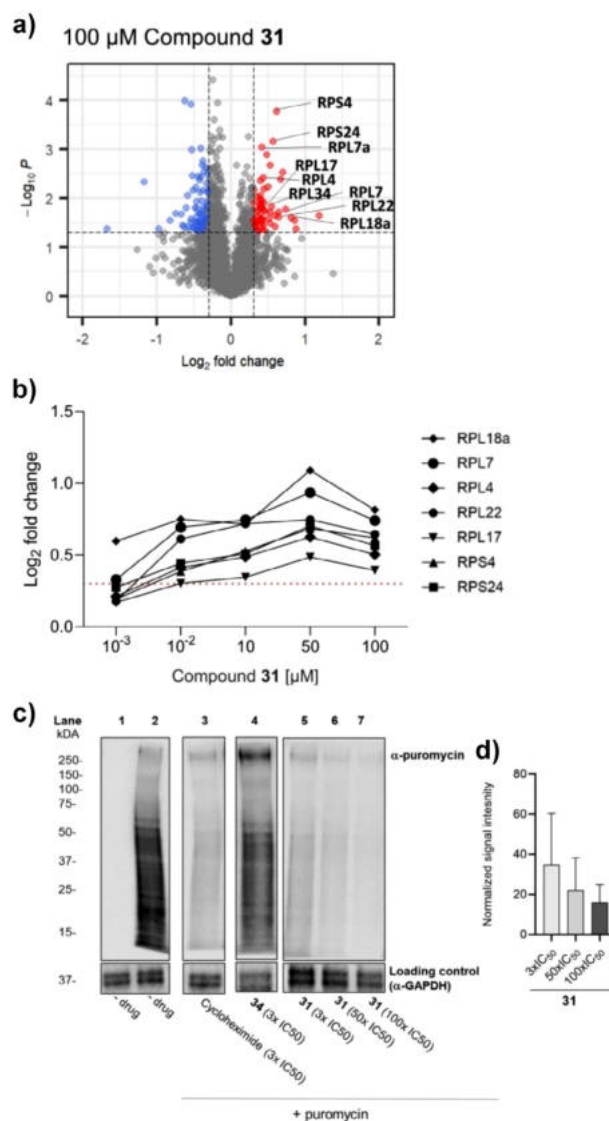 a)
100 µM Compound 31
RPS4
RPS24
RPL7a
RPL17
RPL4
RPL34
RPL7
RPL22
RPL18a
4
3
2
1
0
− Log10 P
-2
-1
0
1
2
Log2 fold change
b)
1.5
1.0
0.5
0.0
Log2 fold change
10-3
10-2
10
50
100
Compound 31 [µM]
RPL18a
RPL7
RPL4
RPL22
RPL17
RPS4
RPS24
c)
Lane 1 2 3 4 5 6 7
kDA
250-
150-
100-
75-
50-
37-
25-
15-
37-
α-puromycin
Loading control
(α-GAPDH)
- drug
- drug
Cycloheximide (3x IC50)
34 (3x IC50)
31 (3x IC50)
31 (50x IC50)
31 (100x IC50)
+ puromycin
d)
80
60
40
20
0
Normalized signal intesnity
3xIC50
50xIC50
100xIC50
31